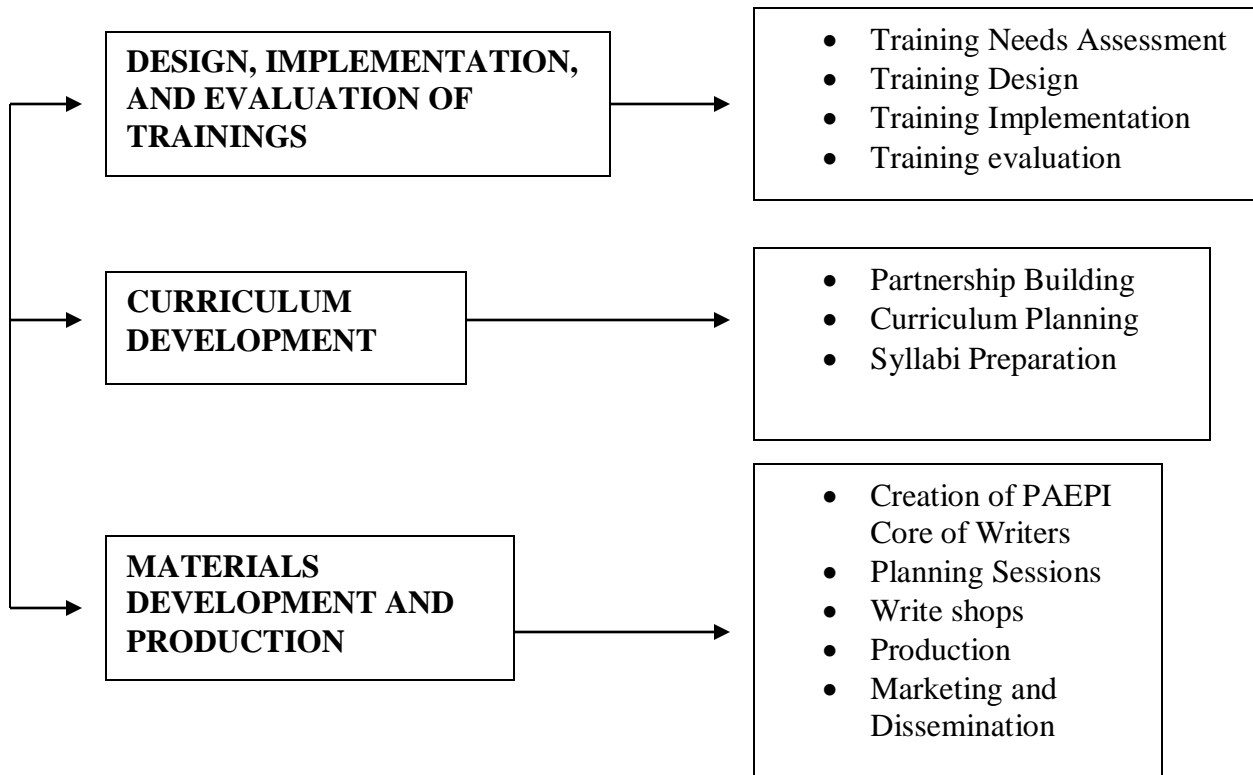 DESIGN, IMPLEMENTATION,
AND EVALUATION OF
TRAININGS
• Training Needs Assessment
• Training Design
• Training Implementation
• Training evaluation
CURRICULUM
DEVELOPMENT
• Partnership Building
• Curriculum Planning
• Syllabi Preparation
MATERIALS
DEVELOPMENT AND
PRODUCTION
• Creation of PAEPI
Core of Writers
• Planning Sessions
• Write shops
• Production
• Marketing and
Dissemination